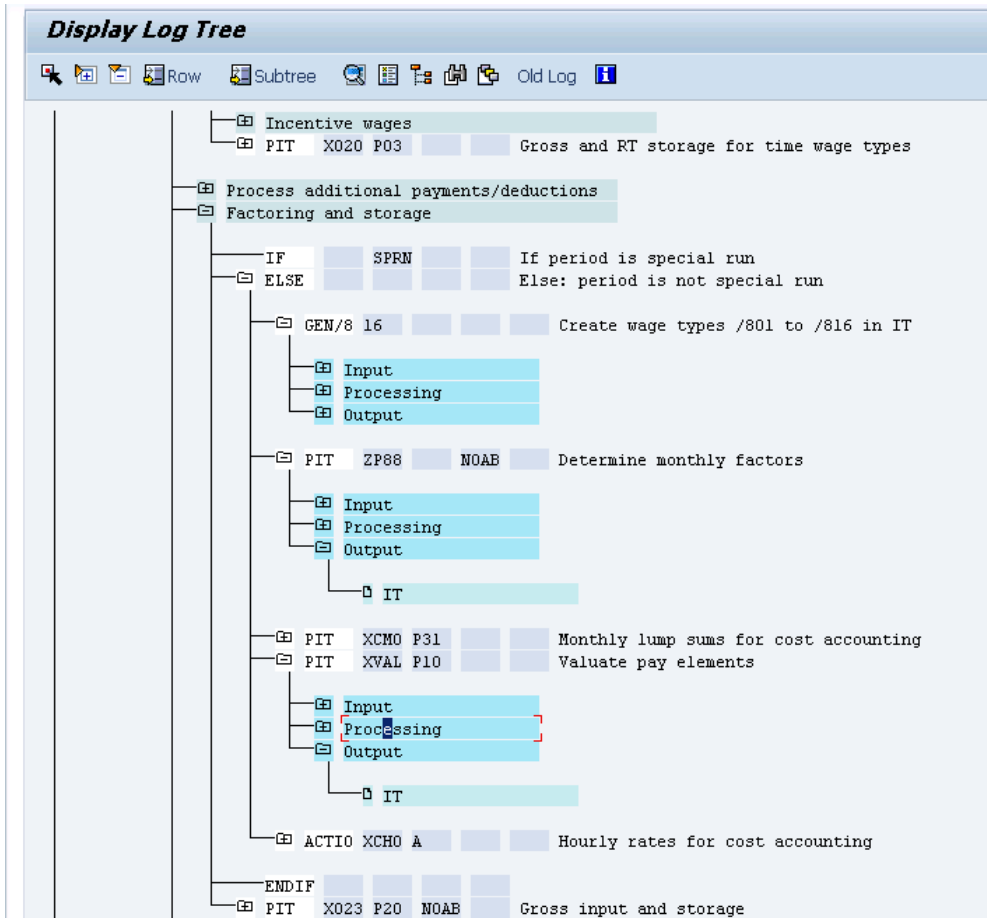 Display Log Tree
Row Subtree Old Log
Incentive wages
PIT X020 P03 Gross and RT storage for time wage types
Process additional payments/deductions
Factoring and storage
IF SPRN If period is special run
ELSE Else: period is not special run
GEN/8 16 Create wage types /801 to /816 in IT
Input
Processing
Output
PIT ZP88 NOAB Determine monthly factors
Input
Processing
Output
IT
PIT XCM0 P31 Monthly lump sums for cost accounting
PIT XVAL P10 Valuate pay elements
Input
Processing
Output
IT
ACTIO XCH0 A Hourly rates for cost accounting
ENDIF
PIT X023 P20 NOAB Gross input and storage